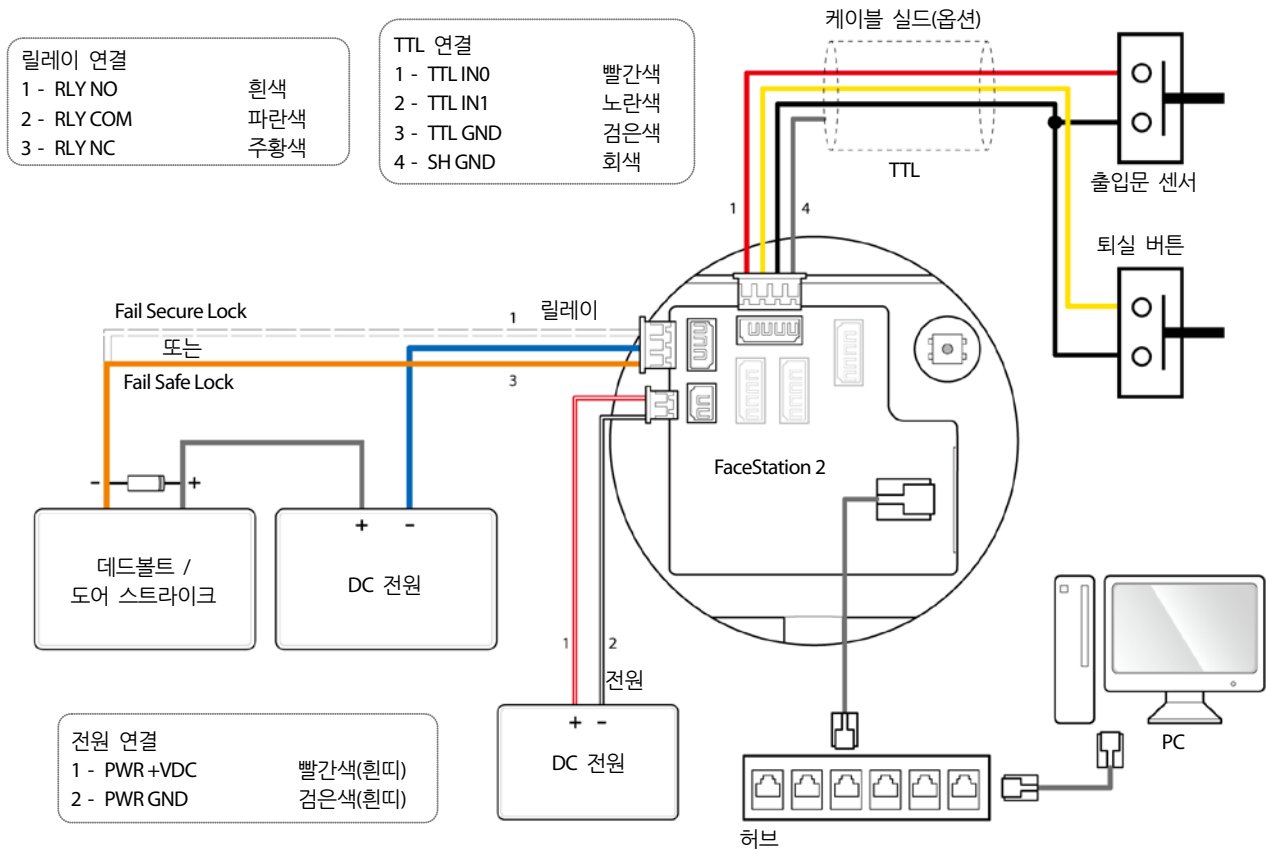 케이블 실드(옵션)
릴레이 연결
1 - RLY NO 흰색
2 - RLY COM 파란색
3 - RLY NC 주황색
TTL 연결
1 - TTL IN0 빨간색
2 - TTL IN1 노란색
3 - TTL GND 검은색
4 - SH GND 회색
TTL
출입문 센서
1
4
퇴실 버튼
Fail Secure Lock
1
릴레이
또는
Fail Safe Lock
3
FaceStation 2
- +
+ -
데드볼트 /
도어 스트라이크
DC 전원
1
2
전원
+ -
DC 전원
PC
전원 연결
1 - PWR +VDC 빨간색(흰띠)
2 - PWR GND 검은색(흰띠)
허브